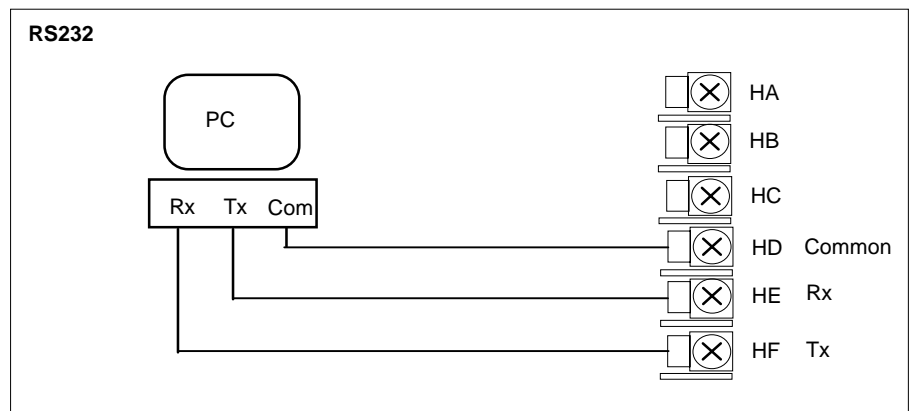 RS232
PC
Rx Tx Com
HA
HB
HC
HD Common
HE Rx
HF Tx